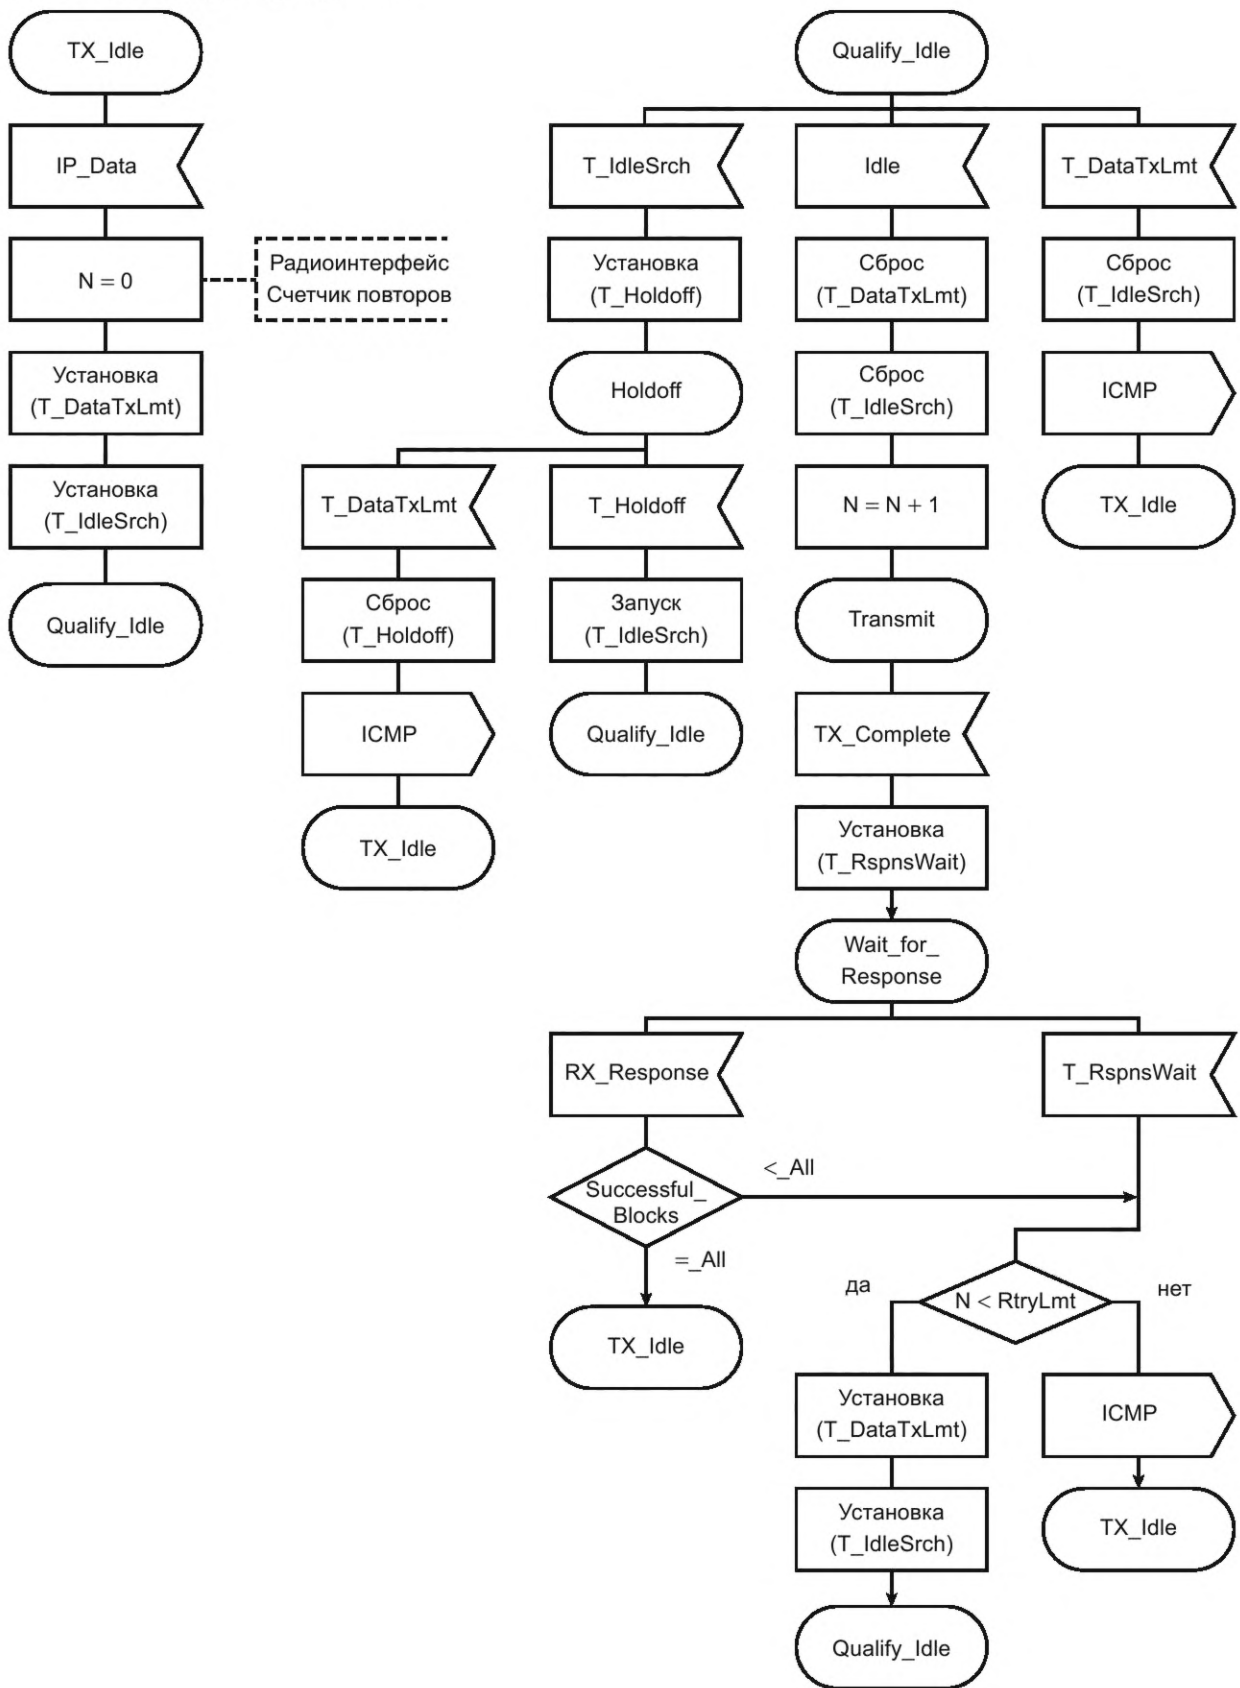 TX_Idle
IP_Data
N = 0
Радиоинтерфейс
Счетчик повторов
Установка
(T_DataTxLmt)
Установка
(T_IdleSrch)
Qualify_Idle
Qualify_Idle
T_IdleSrch
Idle
T_DataTxLmt
Установка
(T_Holdoff)
Сброс
(T_DataTxLmt)
Сброс
(T_IdleSrch)
Holdoff
Сброс
(T_IdleSrch)
ICMP
T_DataTxLmt
T_Holdoff
N = N + 1
TX_Idle
Сброс
(T_Holdoff)
Запуск
(T_IdleSrch)
Transmit
ICMP
Qualify_Idle
TX_Complete
TX_Idle
Установка
(T_RspnsWait)
Wait_for_
Response
RX_Response
T_RspnsWait
Successful_
Blocks
<_All
=_All
TX_Idle
да
N < RtryLmt
нет
Установка
(T_DataTxLmt)
ICMP
Установка
(T_IdleSrch)
TX_Idle
Qualify_Idle